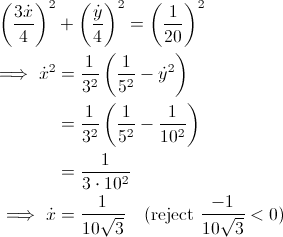 (3ẋ/4)² + (ẏ/4)² = (1/20)²
⟹ ẋ² = 1/3² (1/5² − ẏ²)
= 1/3² (1/5² − 1/10²)
= 1/(3 · 10²)
⟹ ẋ = 1/(10√3) (reject −1/(10√3) < 0)